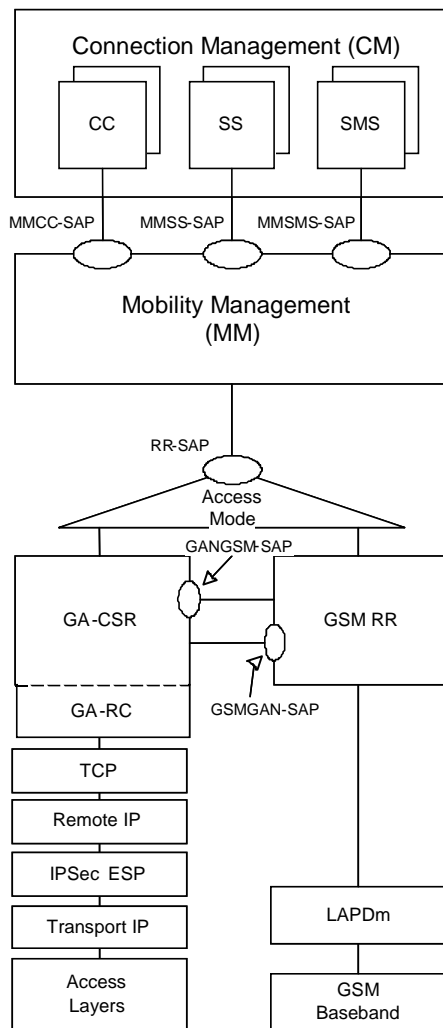 Connection Management (CM)
CC
SS
SMS
MMCC-SAP
MMSS-SAP
MMSMS-SAP
Mobility Management
(MM)
RR-SAP
Access
Mode
GANGSM-SAP
GA-CSR
GSM RR
GA-RC
GSMGAN-SAP
TCP
Remote IP
IPSec ESP
Transport IP
LAPDm
Access
Layers
GSM
Baseband